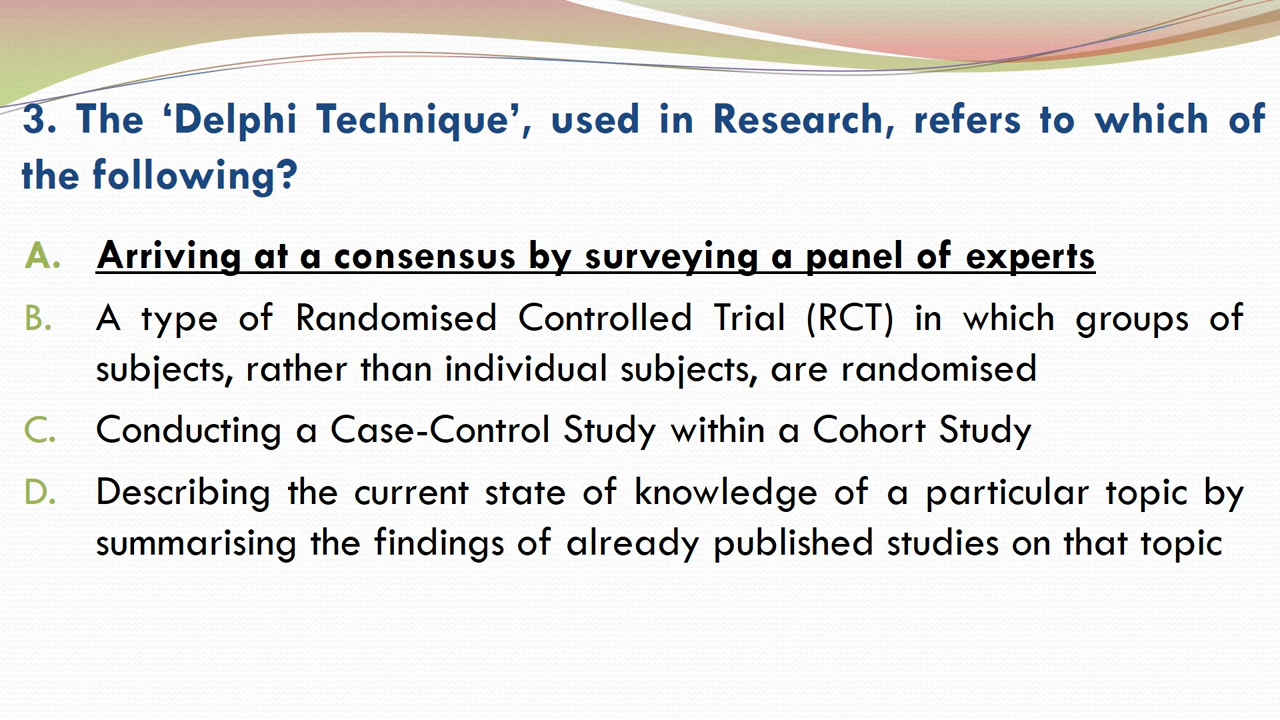 3. The ‘Delphi Technique’, used in Research, refers to which of
the following?
A. Arriving at a consensus by surveying a panel of experts
B. A type of Randomised Controlled Trial (RCT) in which groups of
subjects, rather than individual subjects, are randomised
C. Conducting a Case-Control Study within a Cohort Study
D. Describing the current state of knowledge of a particular topic by
summarising the findings of already published studies on that topic